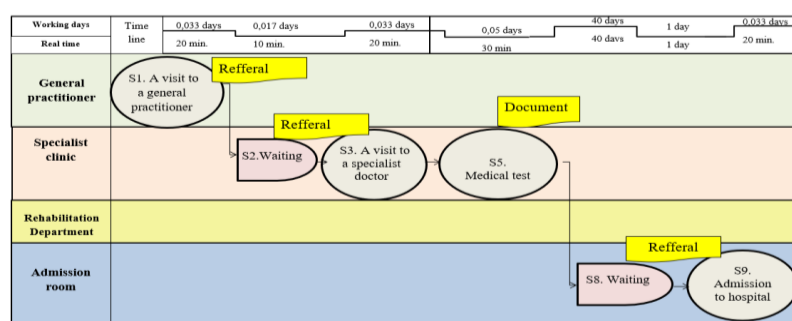 Working days
Time line
0,033 days
0,017 days
0,033 days
0,05 days
40 days
1 day
0,033 days
Real time
20 min.
10 min.
20 min.
30 min
40 days
1 day
20 min.
General
practitioner
S1. A visit to
a general
practitioner
Refferal
Refferal
Document
Specialist
clinic
S2.Waiting
S3. A visit to
a specialist
doctor
S5.
Medical test
Rehabilitation
Department
Refferal
Admission
room
S8. Waiting
S9.
Admission
to hospital